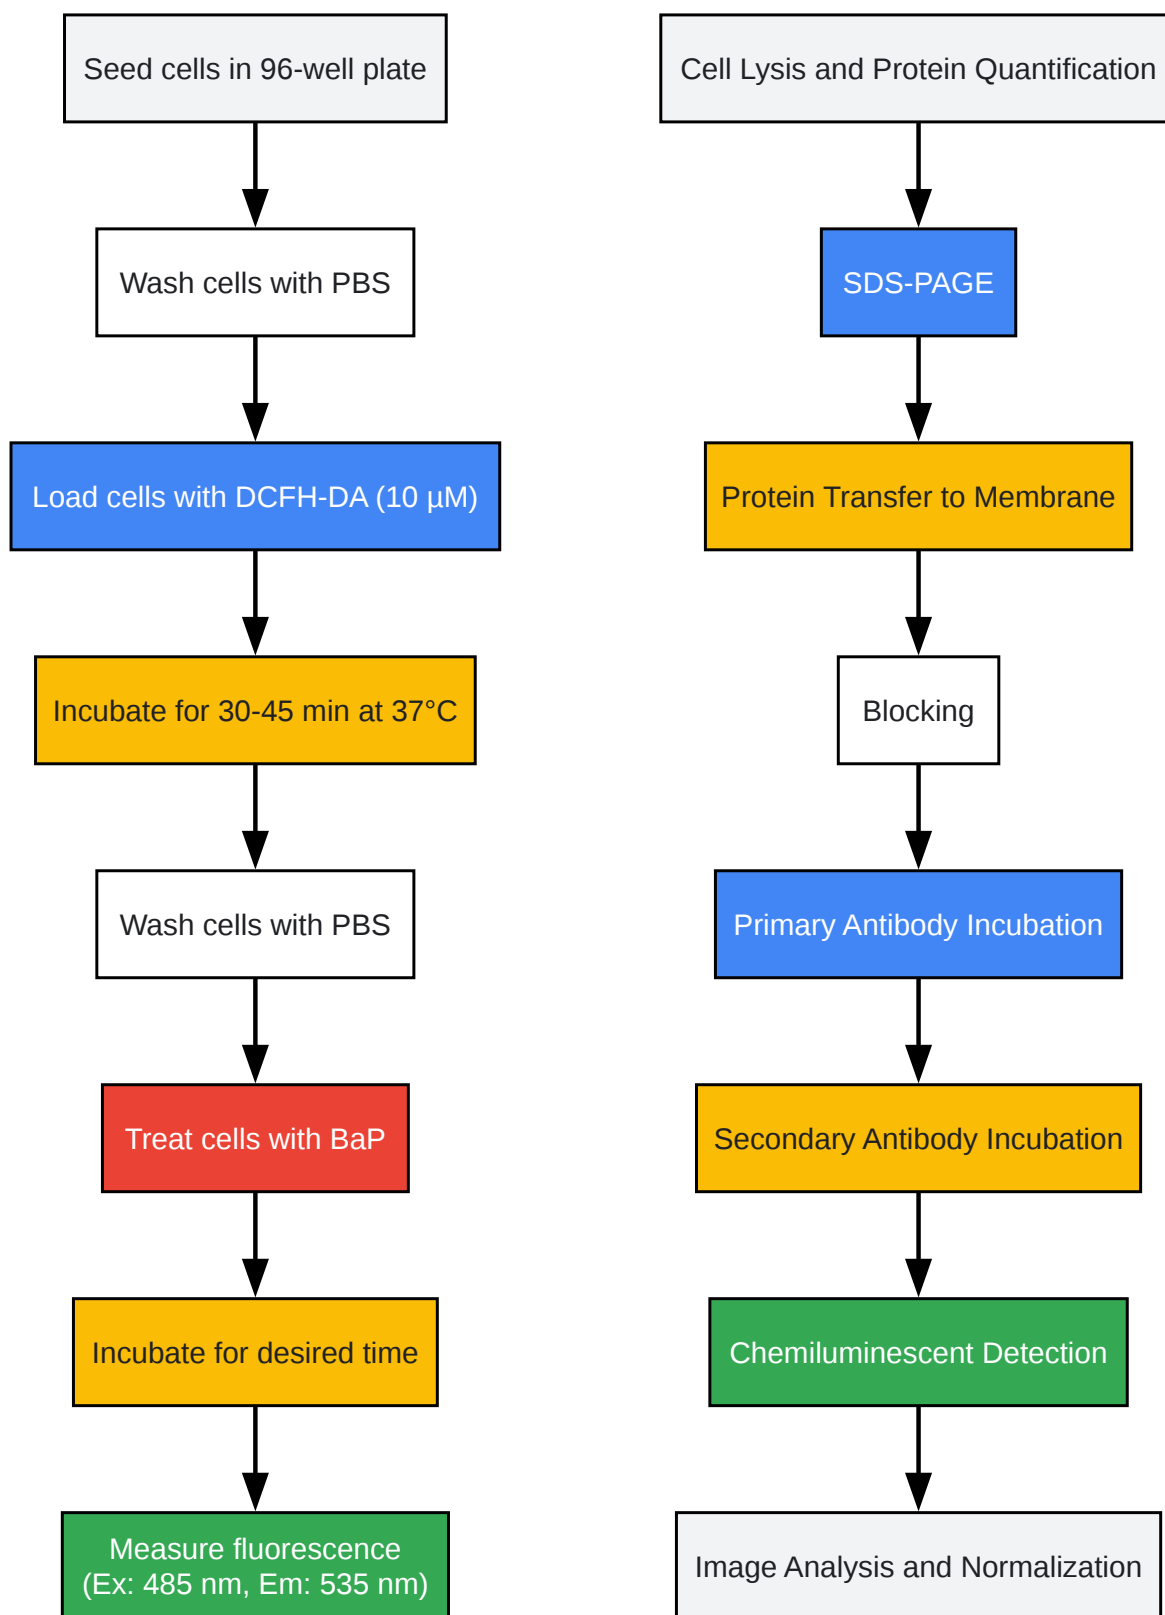 Seed cells in 96-well plate
Wash cells with PBS
Load cells with DCFH-DA (10 µM)
Incubate for 30-45 min at 37°C
Wash cells with PBS
Treat cells with BaP
Incubate for desired time
Measure fluorescence
(Ex: 485 nm, Em: 535 nm)
Cell Lysis and Protein Quantification
SDS-PAGE
Protein Transfer to Membrane
Blocking
Primary Antibody Incubation
Secondary Antibody Incubation
Chemiluminescent Detection
Image Analysis and Normalization